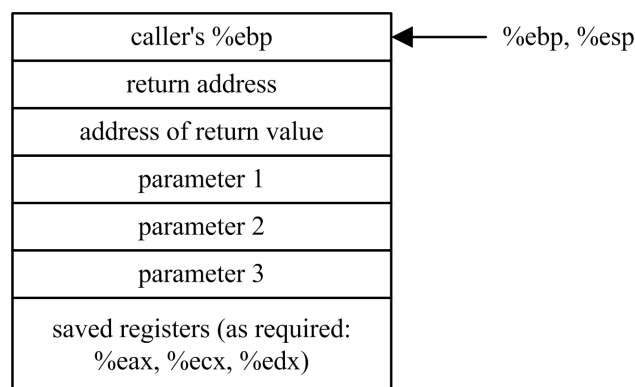 caller's %ebp
%ebp, %esp
return address
address of return value
parameter 1
parameter 2
parameter 3
saved registers (as required:
%eax, %ecx, %edx)